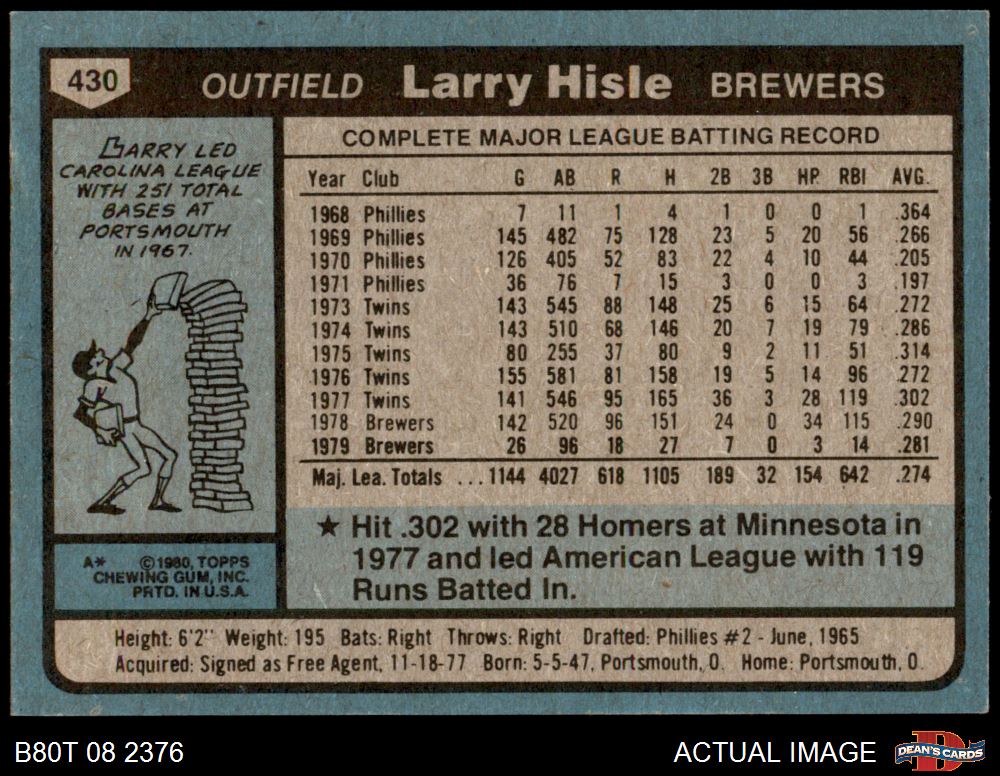 430 OUTFIELD Larry Hisle BREWERS
LARRY LED
CAROLINA LEAGUE
WITH 251 TOTAL
BASES AT
PORTSMOUTH
IN 1967.
COMPLETE MAJOR LEAGUE BATTING RECORD
Year Club G AB R H 2B 3B HP RBI AVG.
1968 Phillies 7 11 1 4 1 0 0 1 .364
1969 Phillies 145 482 75 128 23 5 20 56 .266
1970 Phillies 126 405 52 83 22 4 10 44 .205
1971 Phillies 36 76 7 15 3 0 0 3 .197
1973 Twins 143 545 88 148 25 6 15 64 .272
1974 Twins 143 510 68 146 20 7 19 79 .286
1975 Twins 80 255 37 80 9 2 11 51 .314
1976 Twins 155 581 81 158 19 5 14 96 .272
1977 Twins 141 546 95 165 36 3 28 119 .302
1978 Brewers 142 520 96 151 24 0 34 115 .290
1979 Brewers 26 96 18 27 7 0 3 14 .281
Maj. Lea. Totals ...1144 4027 618 1105 189 32 154 642 .274
★ Hit .302 with 28 Homers at Minnesota in
1977 and led American League with 119
Runs Batted In.
A* ©1980, TOPPS
CHEWING GUM, INC.
PRTD. IN U.S.A.
Height: 6'2" Weight: 195 Bats: Right Throws: Right Drafted: Phillies #2 - June, 1965
Acquired: Signed as Free Agent, 11-18-77 Born: 5-5-47, Portsmouth, O. Home: Portsmouth, O.
B80T 08 2376 ACTUAL IMAGE D DEAN'S CARDS